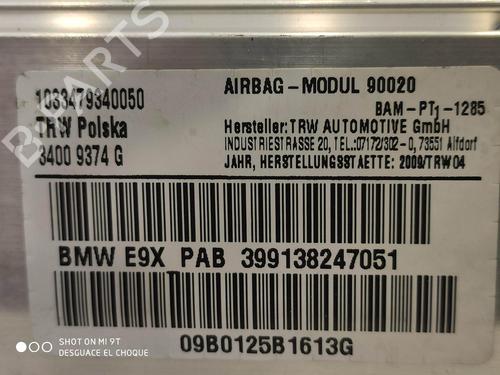 1033479340050
TRW Polska
3400 9374 G
AIRBAG-MODUL 90020
BAM-PT1-1285
Hersteller: TRW AUTOMOTIVE GmbH
INDUSTRIESTRASSE 20, TEL.: 07172/302-0, 73551 Alfdorf
JAHR, HERSTELLUNGSSTAETTE: 2009/TRW04
BMW E9X PAB 399138247051
09B0125B1613G
SHOT ON MI 9T
DESGUACE EL CHOQUE
B-PARTS